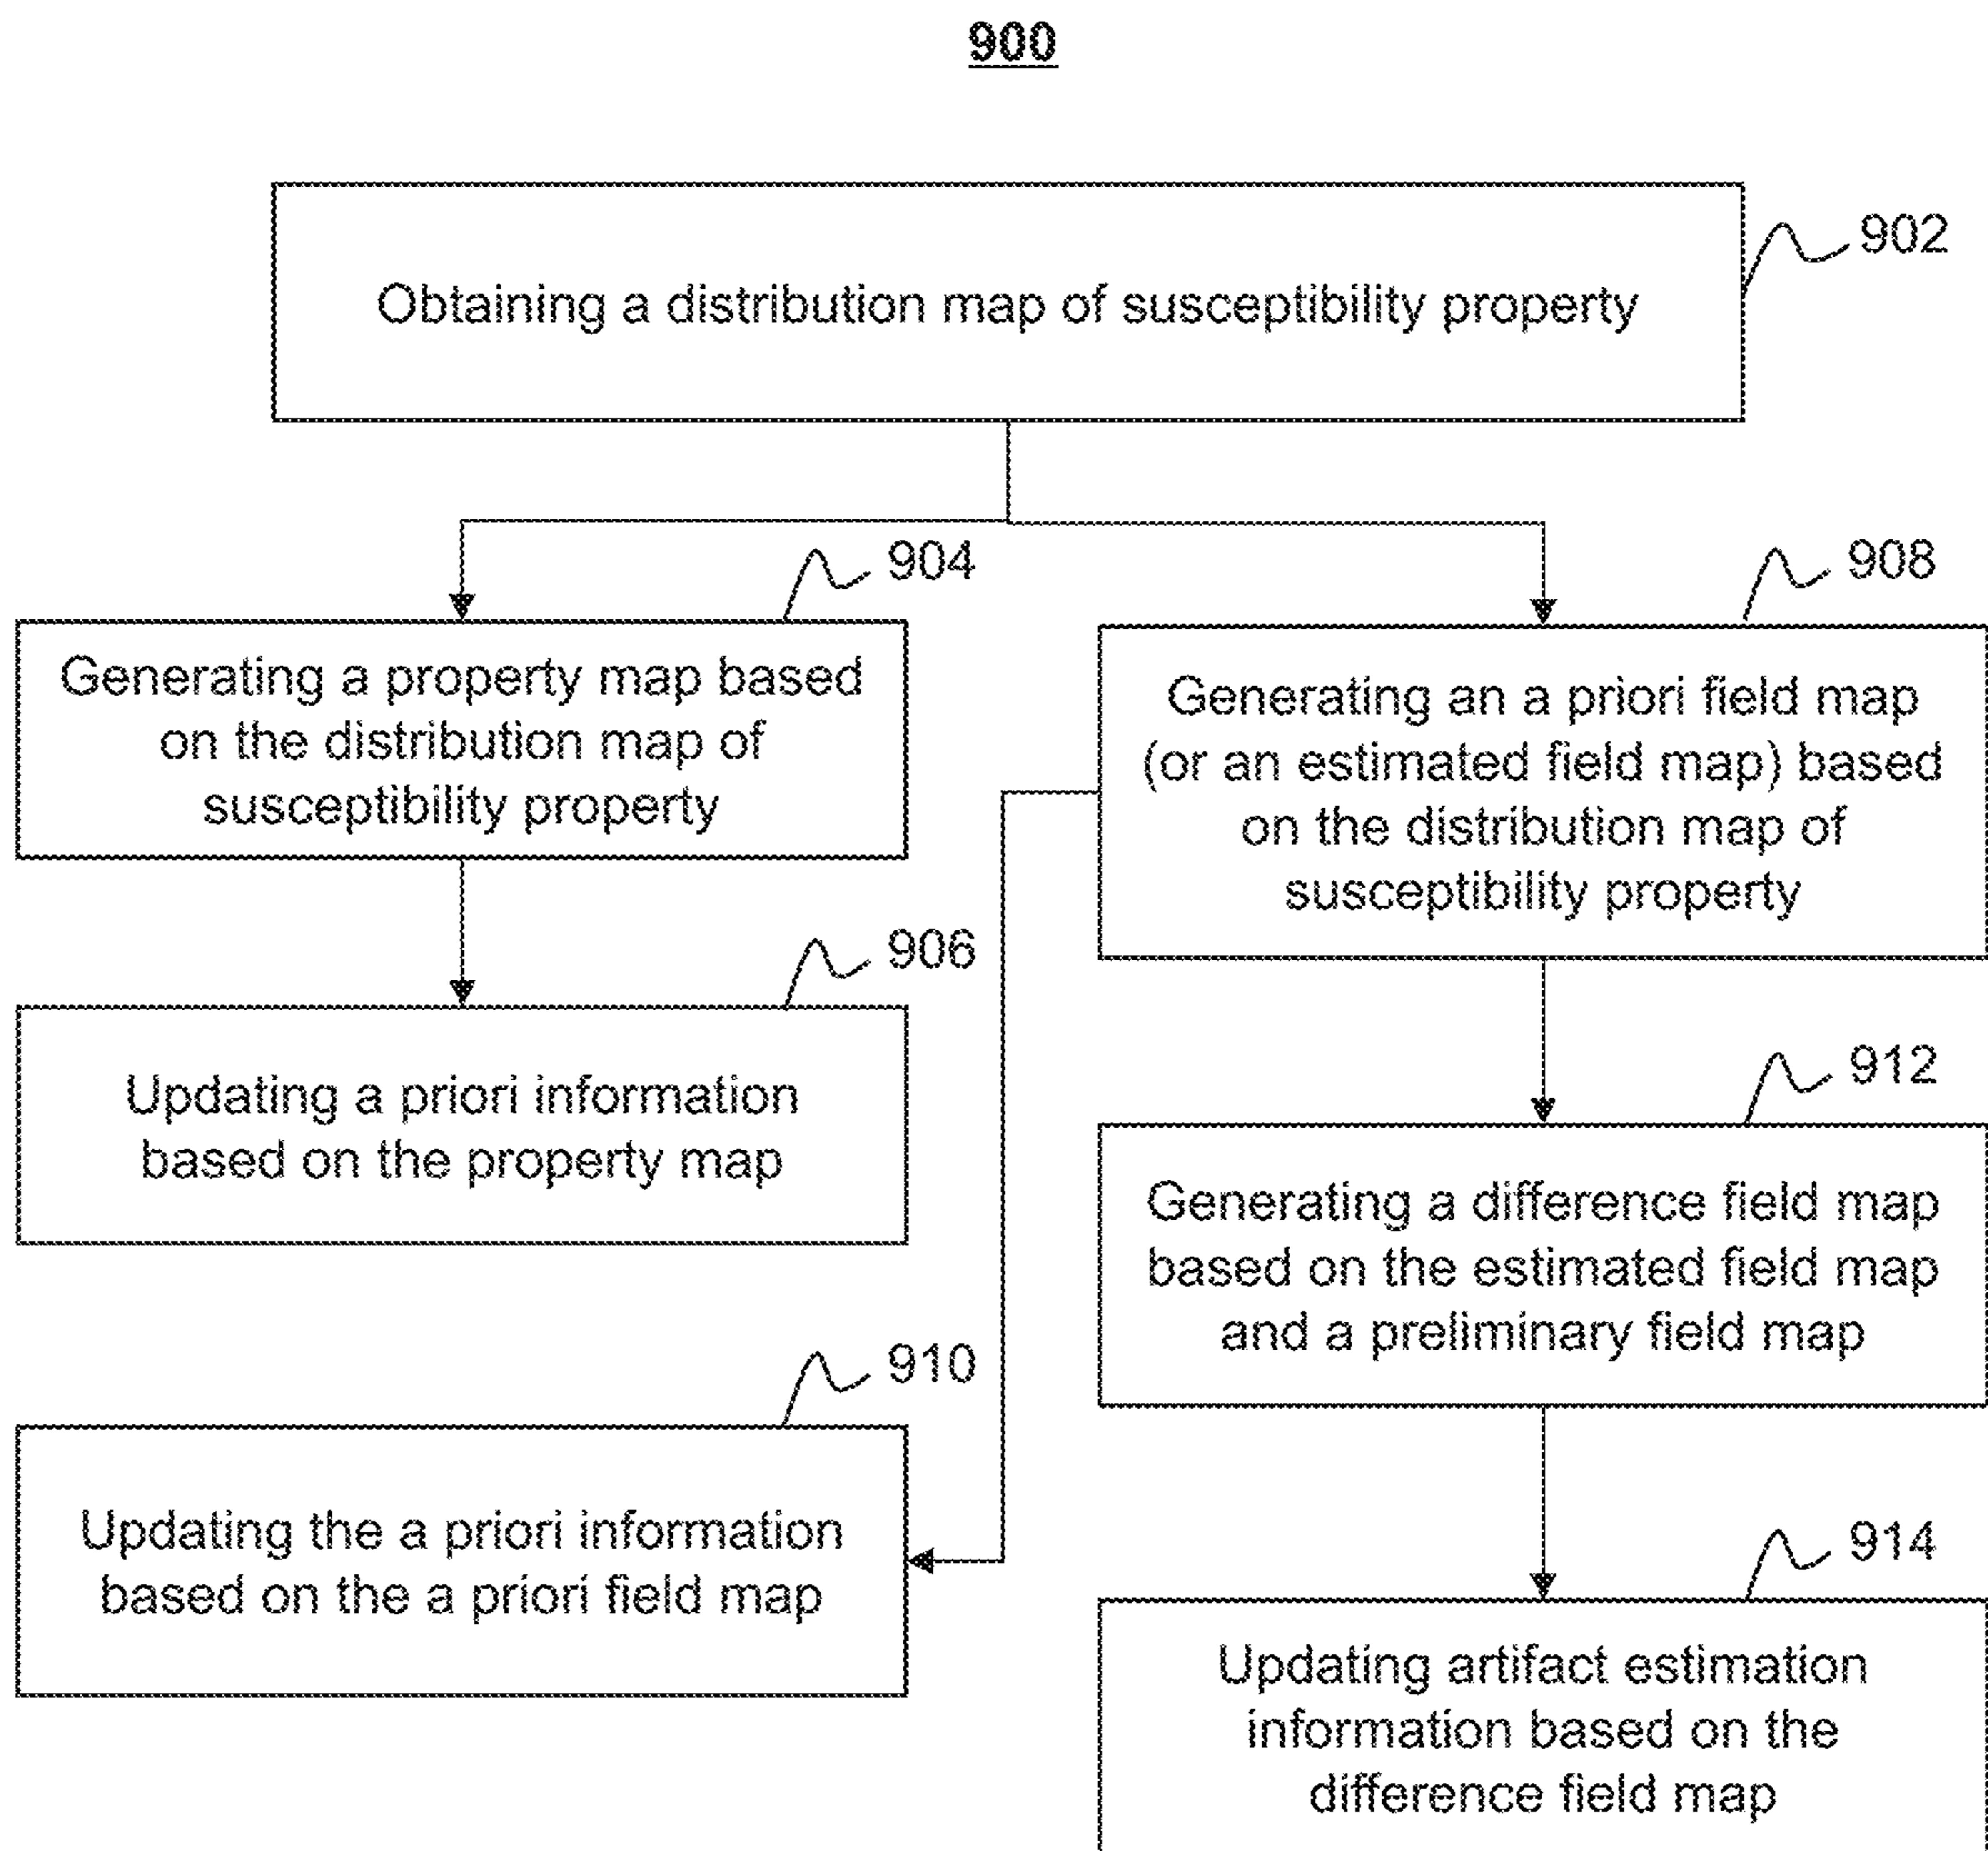 900
902
Obtaining a distribution map of susceptibility property
904
Generating a property map based
on the distribution map of
susceptibility property
908
Generating an a priori field map
(or an estimated field map) based
on the distribution map of
susceptibility property
906
Updating a priori information
based on the property map
912
Generating a difference field map
based on the estimated field map
and a preliminary field map
910
Updating the a priori information
based on the a priori field map
914
Updating artifact estimation
information based on the
difference field map